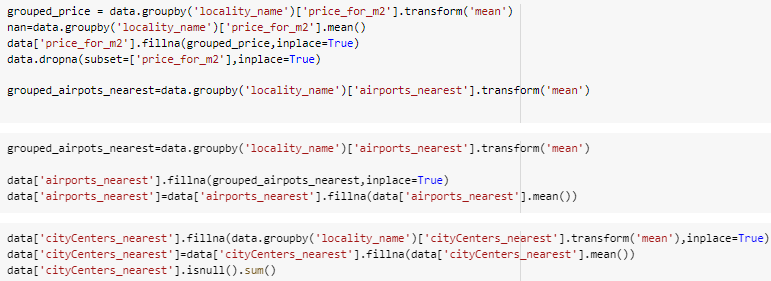 grouped_price = data.groupby('locality_name')['price_for_m2'].transform('mean')
nan=data.groupby('locality_name')['price_for_m2'].mean()
data['price_for_m2'].fillna(grouped_price,inplace=True)
data.dropna(subset=['price_for_m2'],inplace=True)
grouped_airpots_nearest=data.groupby('locality_name')['airports_nearest'].transform('mean')
grouped_airpots_nearest=data.groupby('locality_name')['airports_nearest'].transform('mean')
data['airports_nearest'].fillna(grouped_airpots_nearest,inplace=True)
data['airports_nearest']=data['airports_nearest'].fillna(data['airports_nearest'].mean())
data['cityCenters_nearest'].fillna(data.groupby('locality_name')['cityCenters_nearest'].transform('mean'),inplace=True)
data['cityCenters_nearest']=data['cityCenters_nearest'].fillna(data['cityCenters_nearest'].mean())
data['cityCenters_nearest'].isnull().sum()